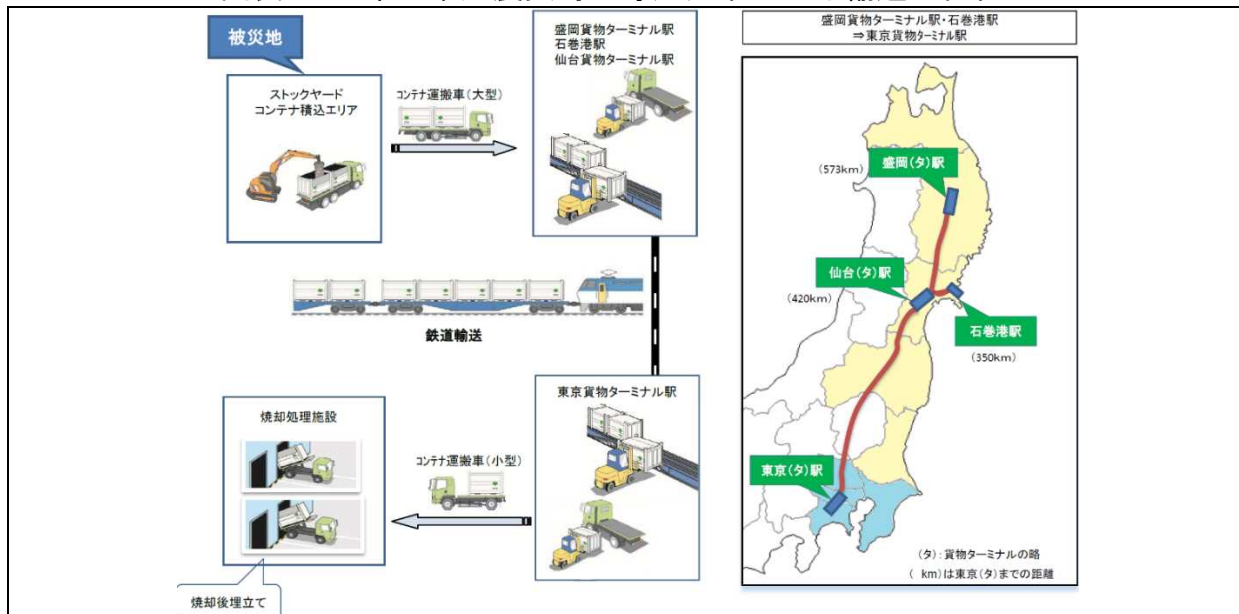 被災地
ストックヤード
コンテナ積込エリア
コンテナ運搬車(大型)
盛岡貨物ターミナル駅
石巻港駅
仙台貨物ターミナル駅
鉄道輸送
東京貨物ターミナル駅
コンテナ運搬車(小型)
焼却処理施設
焼却後埋立て
盛岡貨物ターミナル駅・石巻港駅
⇒東京貨物ターミナル駅
盛岡(タ)駅
(573km)
仙台(タ)駅
(420km)
石巻港駅
(350km)
東京(タ)駅
(タ):貨物ターミナルの略
( km)は東京(タ)までの距離